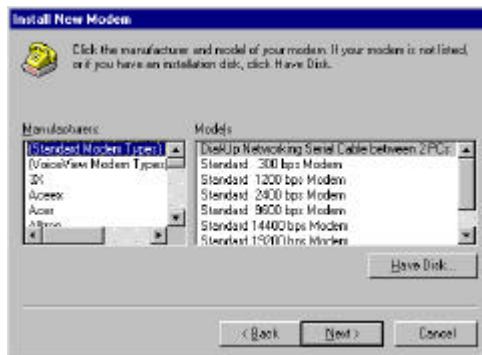 Install New Modem
Click the manufacturer and model of your modem. If your modem is not listed,
or if you have an installation disk, click Have Disk.
Manufacturers:
Models
(Standard Modem Types)
(VoiceView Modem Types)
3X
Aceex
Acer
Dial-Up Networking Serial Cable between 2 PCs
Standard 300 bps Modem
Standard 1200 bps Modem
Standard 2400 bps Modem
Standard 9600 bps Modem
Standard 14400 bps Modem
Standard 19200 bps Modem
Have Disk...
< Back
Next >
Cancel